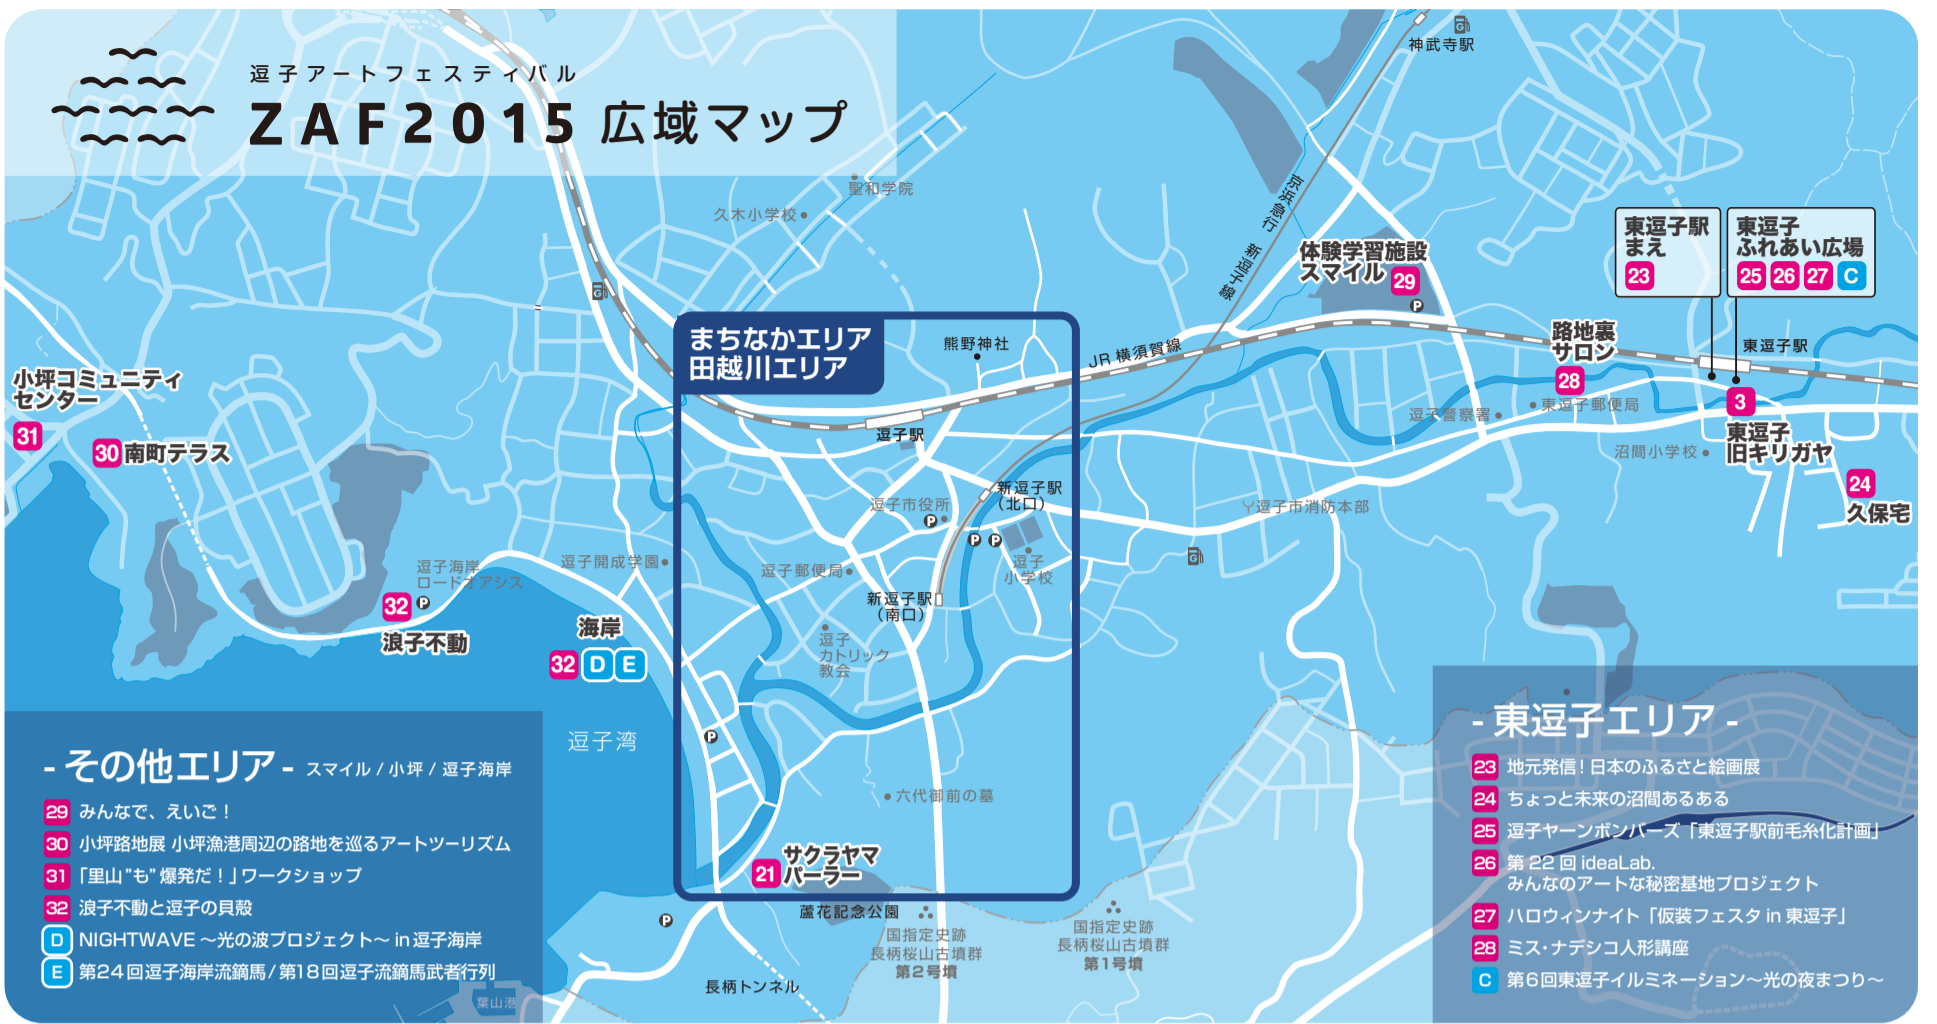 逗子アートフェスティバル
ZAF2015 広域マップ
神武寺駅
聖和学院
久木小学校
京浜急行 新逗子線
体験学習施設
スマイル 29
P
東逗子駅
まえ
23
東逗子
ふれあい広場
25 26 27 C
まちなかエリア
田越川エリア
熊野神社
JR 横須賀線
路地裏
サロン
28
東逗子駅
小坪コミュニティ
センター
31
30 南町テラス
逗子駅
逗子警察署
東逗子郵便局
3
東逗子
旧キリガヤ
沼間小学校
24
久保宅
新逗子駅
(北口)
逗子市役所
P
逗子市消防本部
P P
逗子
小学校
逗子開成学園
逗子郵便局
逗子海岸
ロードオアシス
32 P
浪子不動
新逗子駅
(南口)
海岸
32 D E
逗子
カトリック
教会
逗子湾
P
六代御前の墓
21 サクラヤマ
パーラー
蘆花記念公園
P
国指定史跡
長柄桜山古墳群
第2号墳
国指定史跡
長柄桜山古墳群
第1号墳
長柄トンネル
葉山港
- その他エリア - スマイル / 小坪 / 逗子海岸
29 みんなで、えいご！
30 小坪路地展 小坪漁港周辺の路地を巡るアートツーリズム
31 「里山”も”爆発だ！」ワークショップ
32 浪子不動と逗子の貝殻
D NIGHTWAVE ～光の波プロジェクト～ in 逗子海岸
E 第24回逗子海岸流鏑馬/第18回逗子流鏑馬武者行列
- 東逗子エリア -
23 地元発信！日本のふるさと絵画展
24 ちょっと未来の沼間あるある
25 逗子ヤーンボンバーズ「東逗子駅前毛糸化計画」
26 第22回 ideaLab.
みんなのアートな秘密基地プロジェクト
27 ハロウィンナイト「仮装フェスタ in 東逗子」
28 ミス・ナデシコ人形講座
C 第6回東逗子イルミネーション～光の夜まつり～